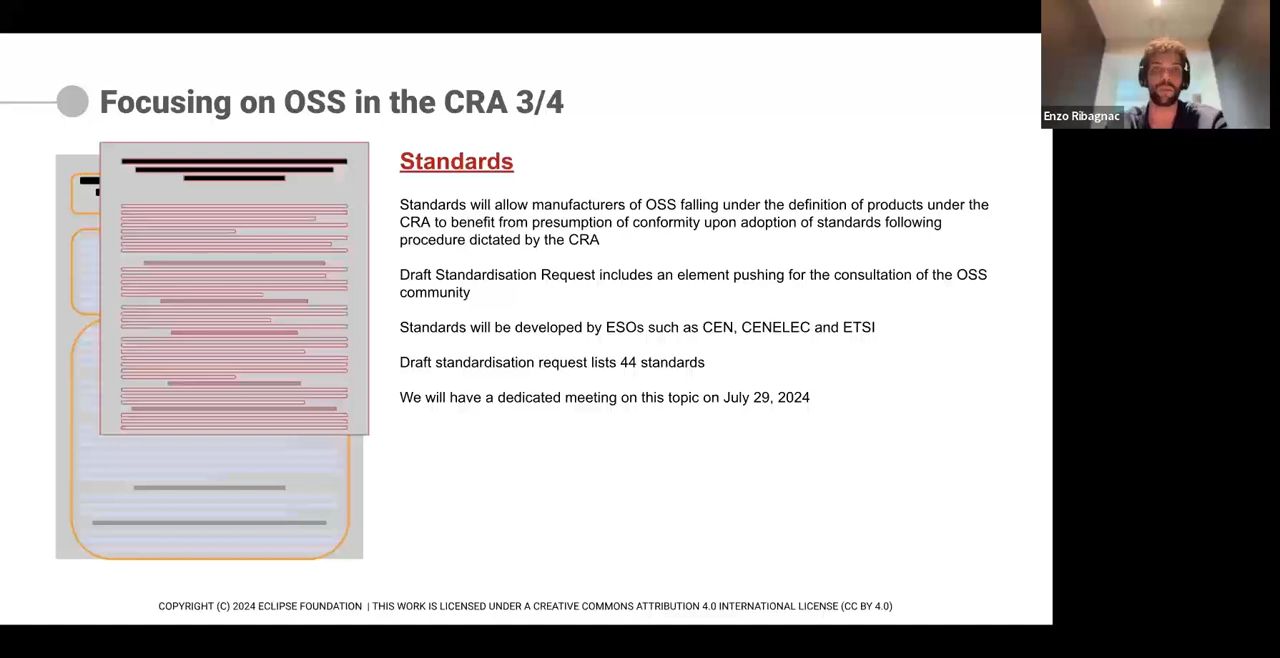 Focusing on OSS in the CRA 3/4
Enzo Ribagnac
Standards
Standards will allow manufacturers of OSS falling under the definition of products under the
CRA to benefit from presumption of conformity upon adoption of standards following
procedure dictated by the CRA
Draft Standardisation Request includes an element pushing for the consultation of the OSS
community
Standards will be developed by ESOs such as CEN, CENELEC and ETSI
Draft standardisation request lists 44 standards
We will have a dedicated meeting on this topic on July 29, 2024
COPYRIGHT (C) 2024 ECLIPSE FOUNDATION | THIS WORK IS LICENSED UNDER A CREATIVE COMMONS ATTRIBUTION 4.0 INTERNATIONAL LICENSE (CC BY 4.0)